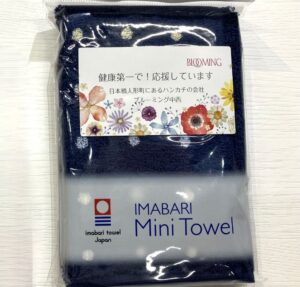 BLOOMING
健康第一で！応援しています
日本橋人形町にあるハンカチの会社
ブルーミング中西
IMABARI
Mini Towel
imabari towel
Japan